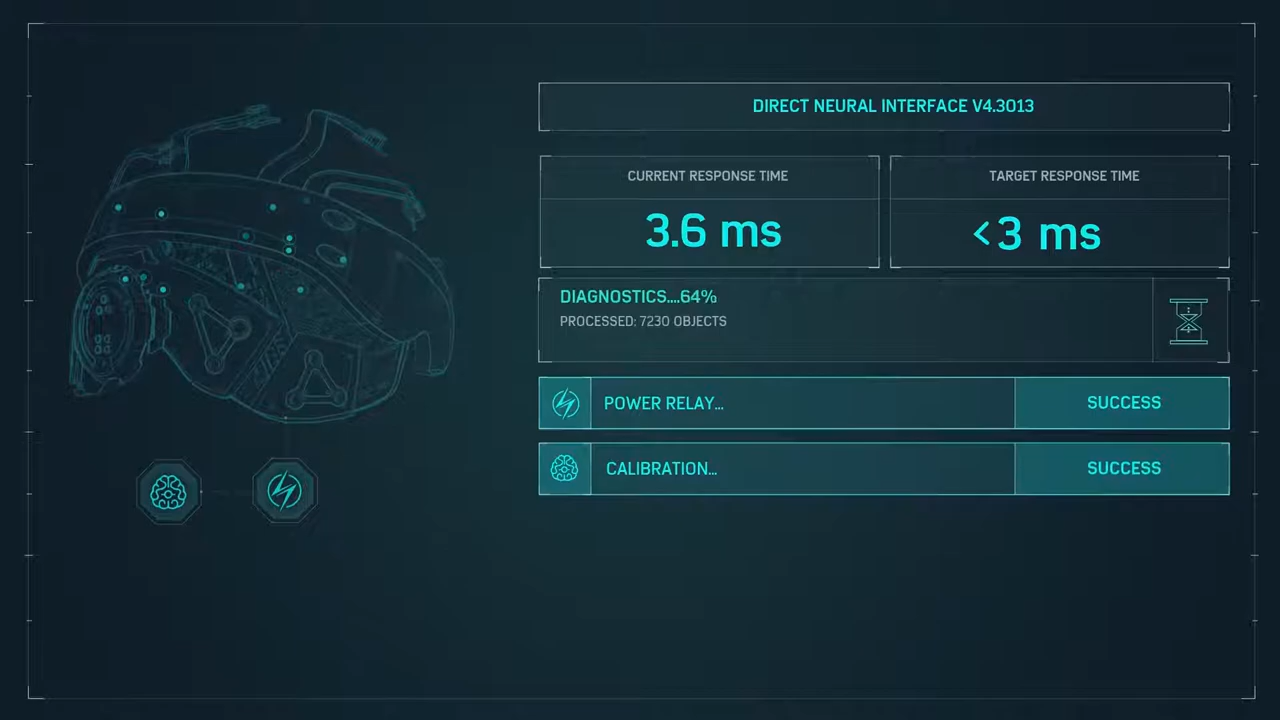 DIRECT NEURAL INTERFACE V4.3013
CURRENT RESPONSE TIME
3.6 ms
TARGET RESPONSE TIME
<3 ms
DIAGNOSTICS....64%
PROCESSED: 7230 OBJECTS
POWER RELAY...
SUCCESS
CALIBRATION...
SUCCESS